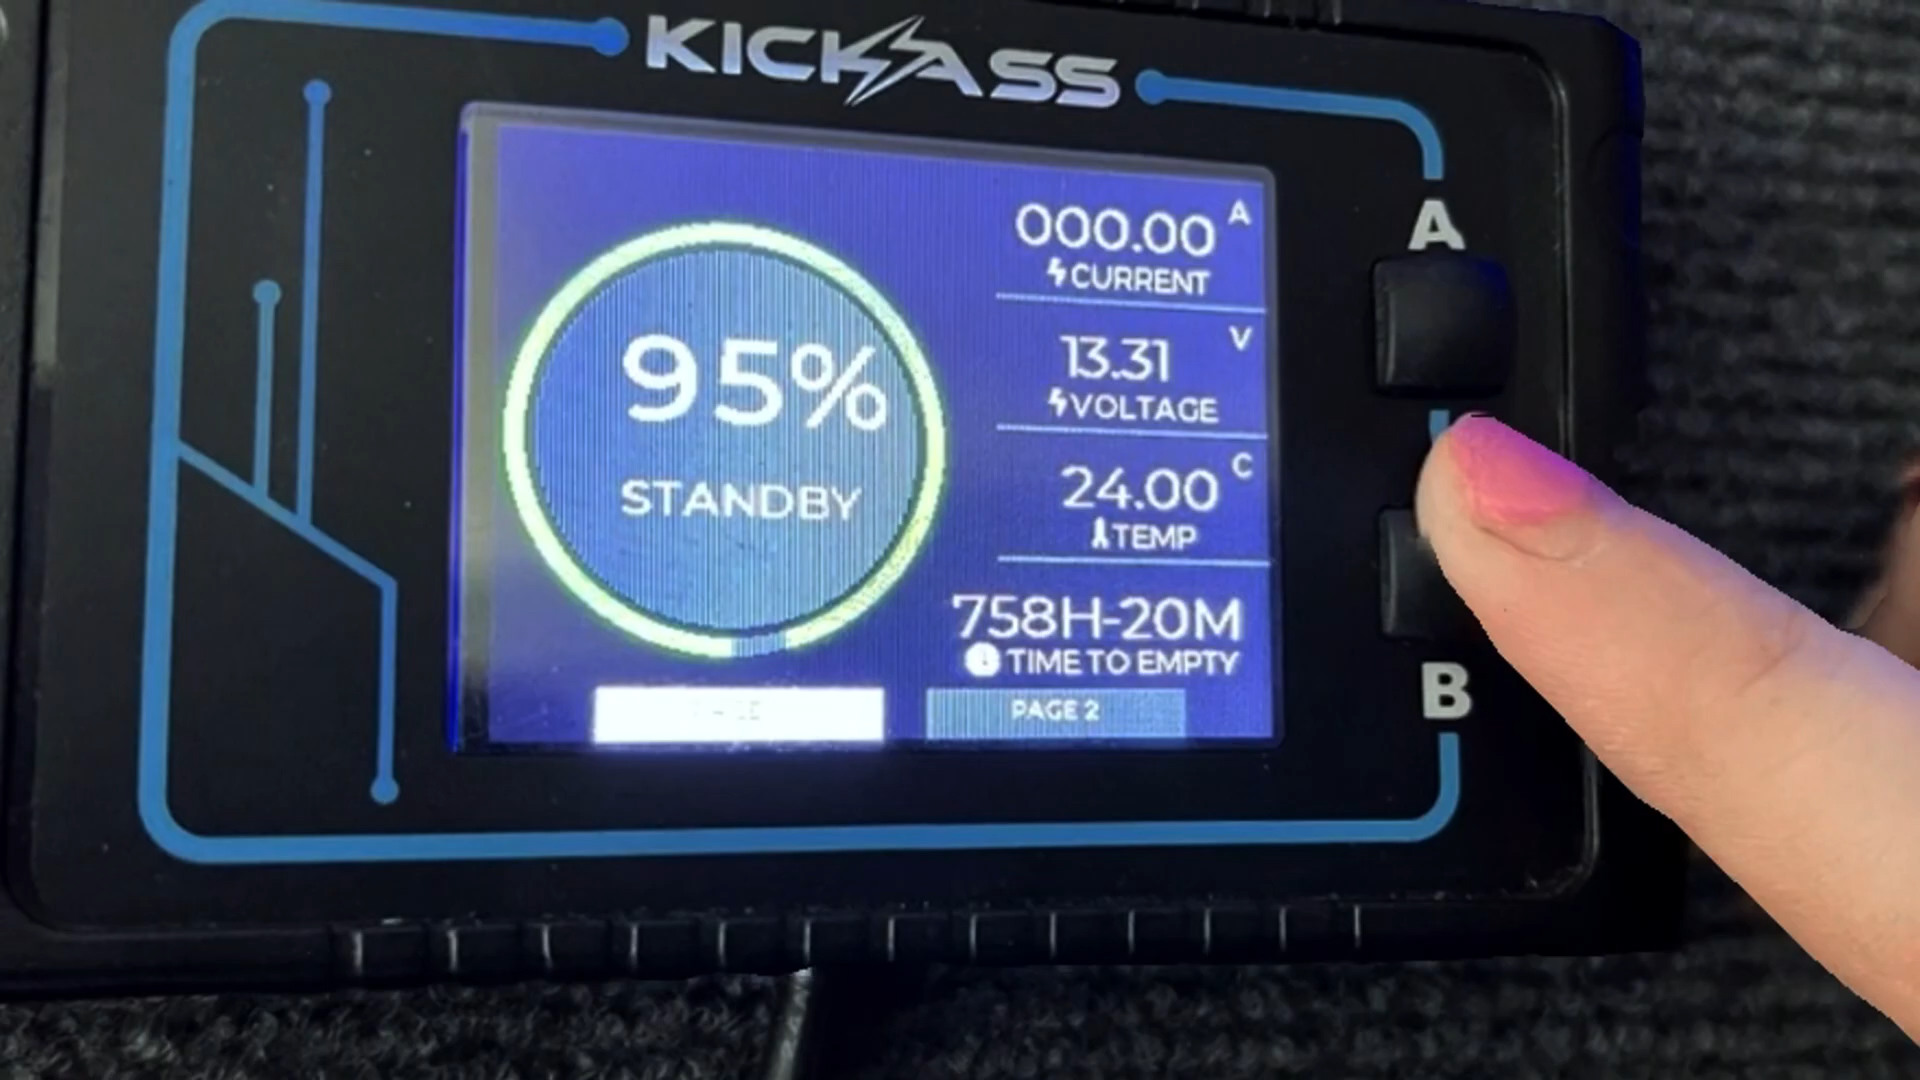 KICKASS
A
000.00 A
CURRENT
95%
13.31 V
VOLTAGE
STANDBY
24.00 C
TEMP
758H-20M
TIME TO EMPTY
PAGE 2
B